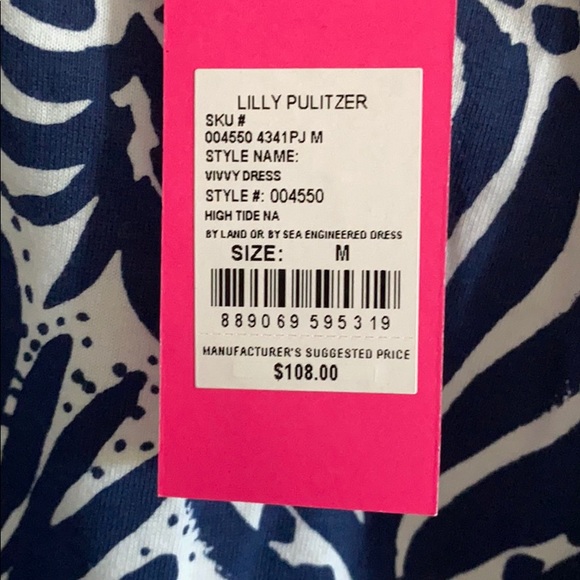 LILLY PULITZER
SKU #
004550 4341PJ M
STYLE NAME:
VIVVY DRESS
STYLE #: 004550
HIGH TIDE NA
BY LAND OR BY SEA ENGINEERED DRESS
SIZE: M
889069 595319
MANUFACTURER'S SUGGESTED PRICE
$108.00